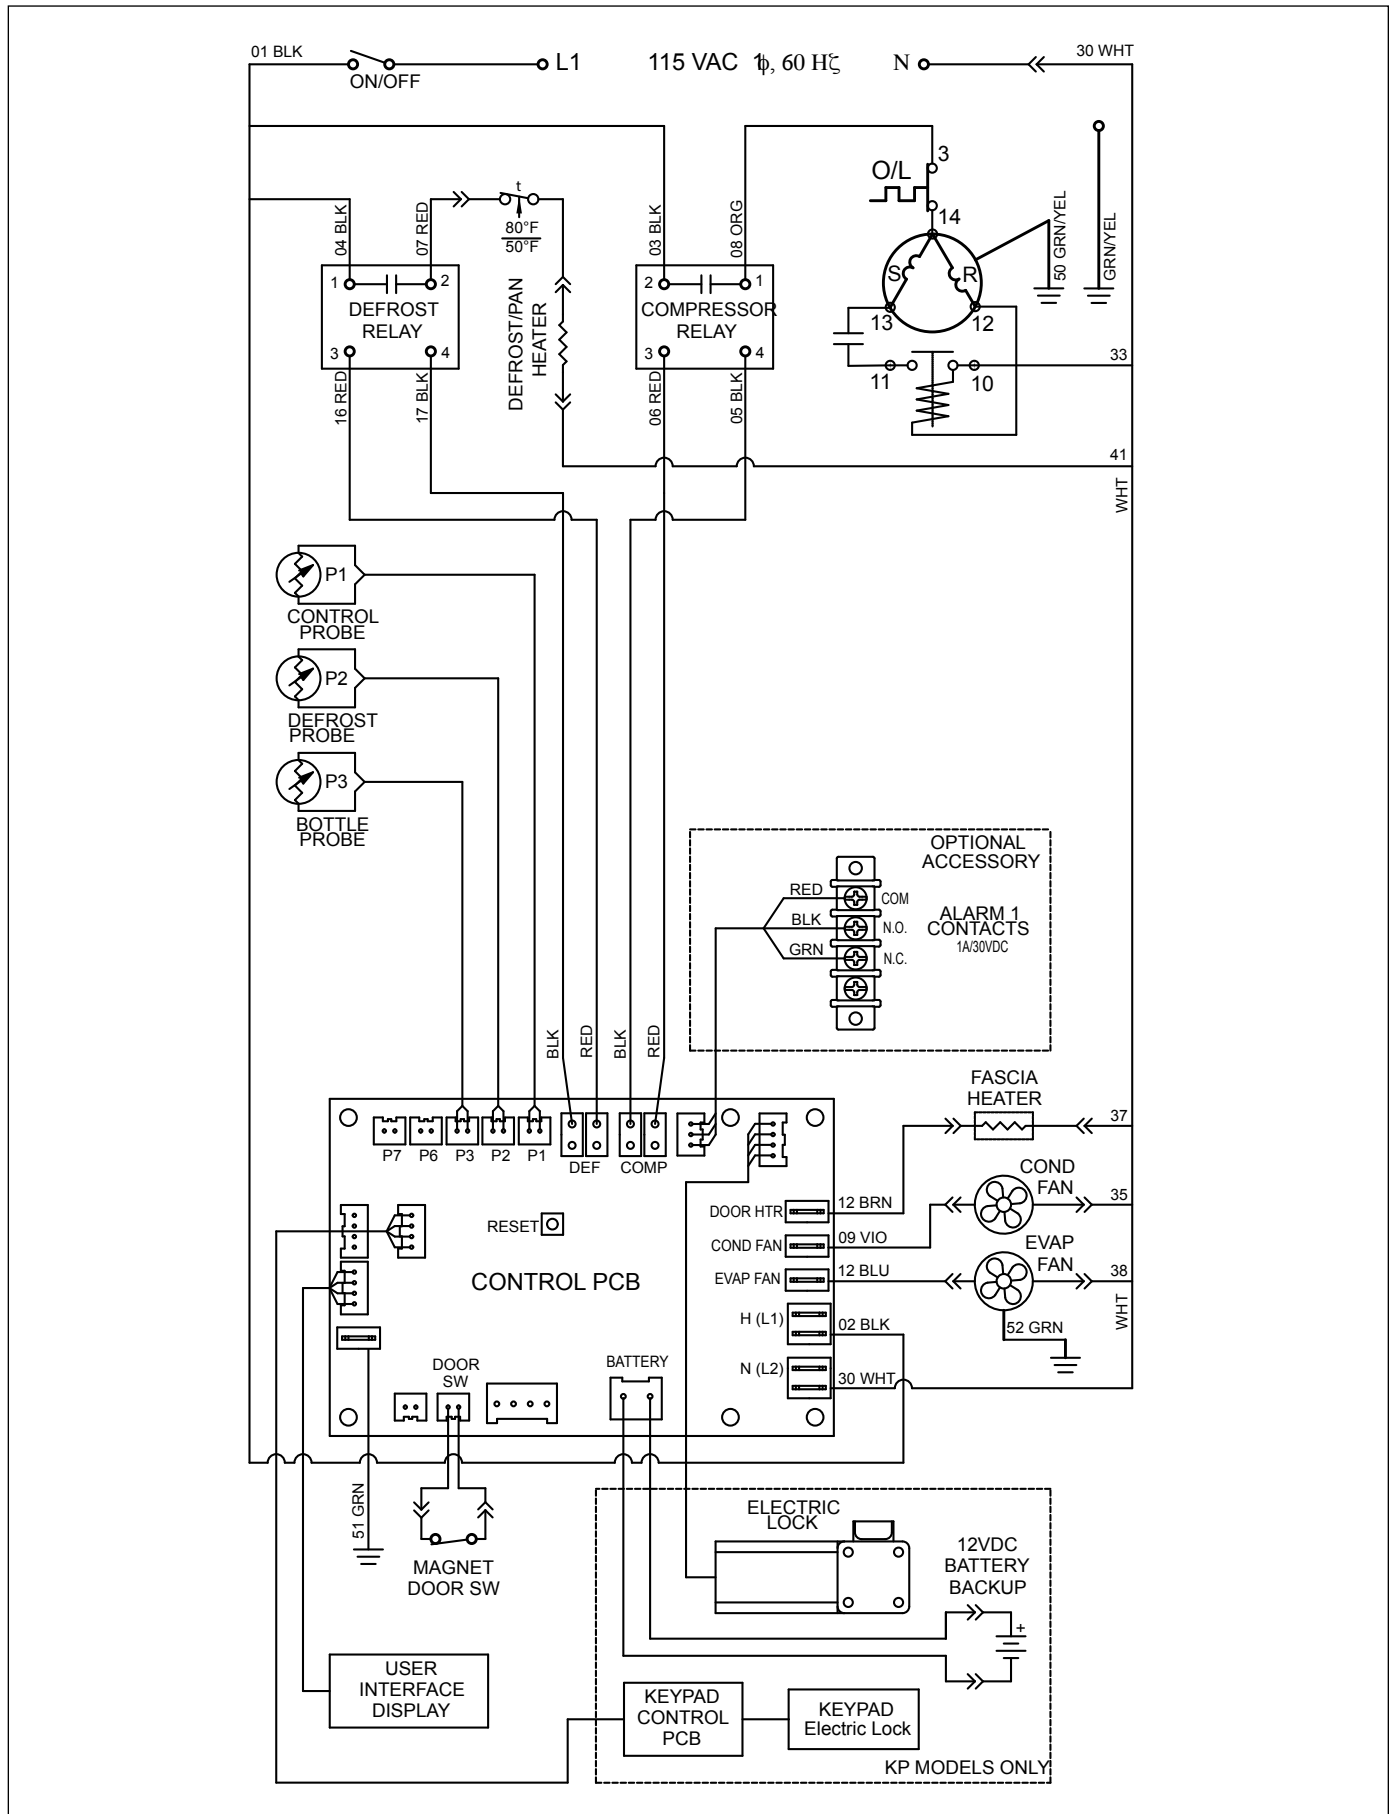 01 BLK
ON/OFF
L1
115 VAC 1ϕ, 60 Hζ
N
30 WHT
04 BLK
07 RED
t
80°F
50°F
03 BLK
08 ORG
O/L
3
14
S
R
13
12
11
10
50 GRN/YEL
GRN/YEL
1
2
DEFROST
RELAY
3
4
16 RED
17 BLK
DEFROST/PAN
HEATER
2
1
COMPRESSOR
RELAY
3
4
06 RED
05 BLK
33
41
WHT
P1
CONTROL
PROBE
P2
DEFROST
PROBE
P3
BOTTLE
PROBE
OPTIONAL
ACCESSORY
RED
COM
BLK
N.O.
GRN
N.C.
ALARM 1
CONTACTS
1A/30VDC
BLK
RED
BLK
RED
P7
P6
P3
P2
P1
DEF
COMP
RESET
CONTROL PCB
DOOR HTR
12 BRN
COND FAN
09 VIO
EVAP FAN
12 BLU
H (L1)
02 BLK
N (L2)
30 WHT
FASCIA
HEATER
37
COND
FAN
35
EVAP
FAN
38
WHT
52 GRN
DOOR
SW
BATTERY
51 GRN
MAGNET
DOOR SW
ELECTRIC
LOCK
12VDC
BATTERY
BACKUP
+
USER
INTERFACE
DISPLAY
KEYPAD
CONTROL
PCB
KEYPAD
Electric Lock
KP MODELS ONLY